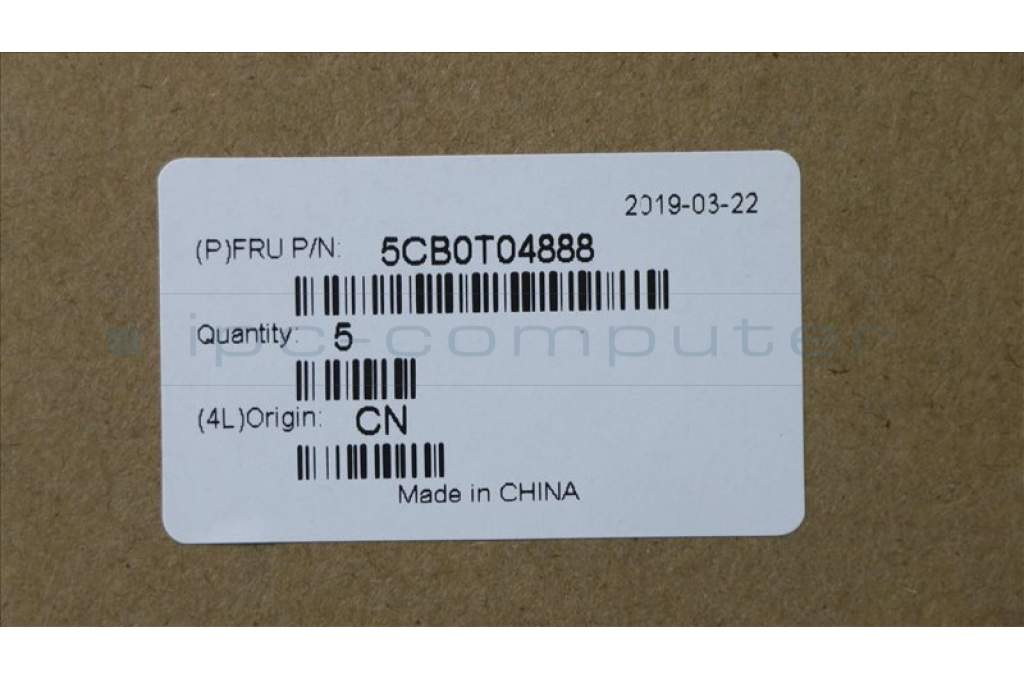 2019-03-22
(P)FRU P/N: 5CB0T04888
Quantity: 5
ipc-computer
(4L)Origin: CN
Made in CHINA